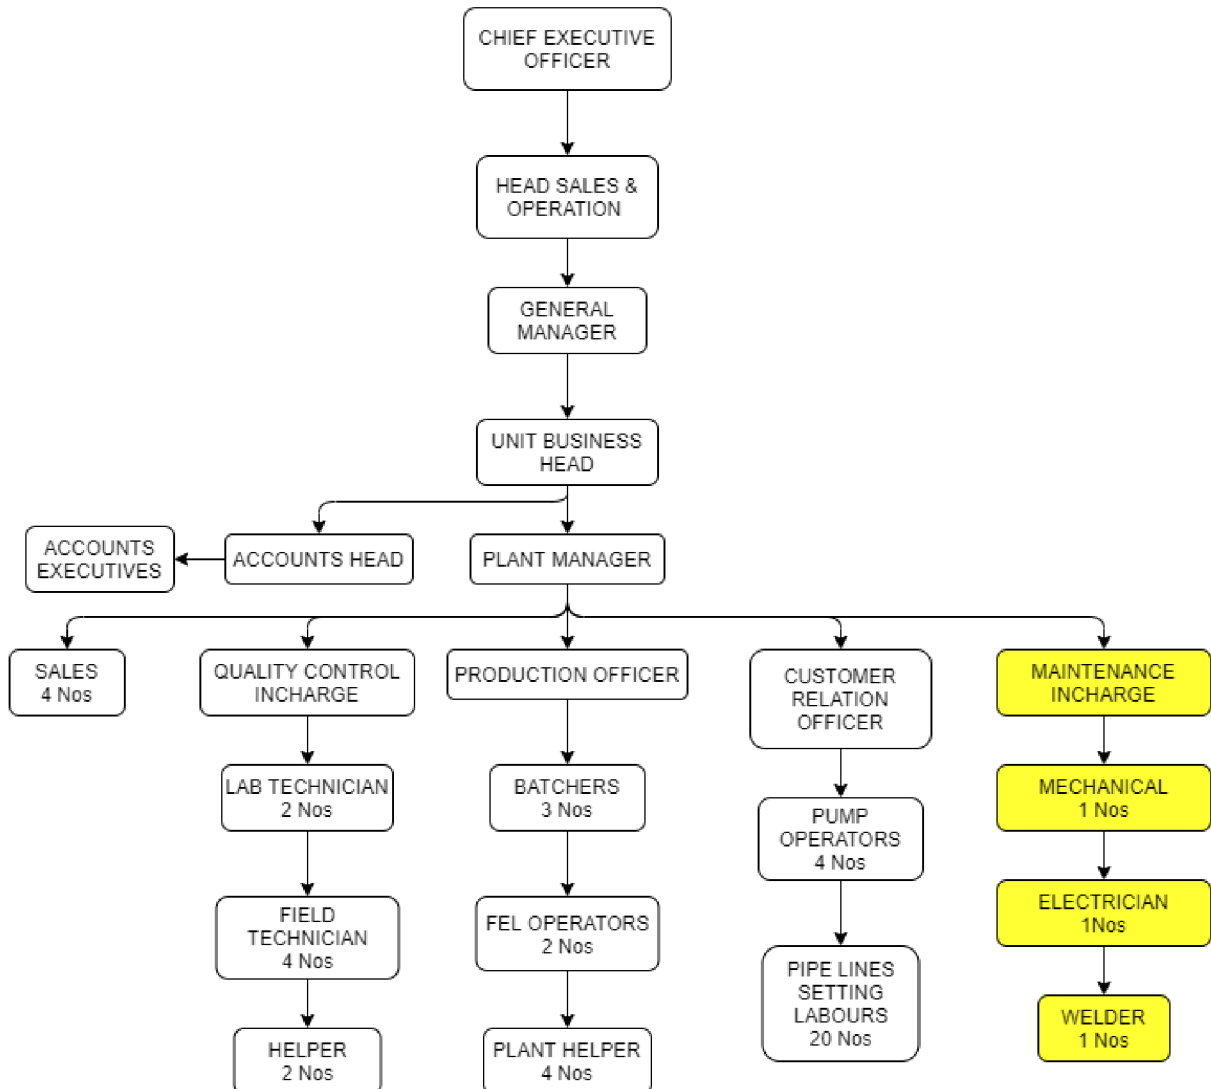 CHIEF EXECUTIVE
OFFICER
HEAD SALES &
OPERATION
GENERAL
MANAGER
UNIT BUSINESS
HEAD
ACCOUNTS
EXECUTIVES
ACCOUNTS HEAD
PLANT MANAGER
SALES
4 Nos
QUALITY CONTROL
INCHARGE
PRODUCTION OFFICER
CUSTOMER
RELATION
OFFICER
MAINTENANCE
INCHARGE
LAB TECHNICIAN
2 Nos
BATCHERS
3 Nos
PUMP
OPERATORS
4 Nos
MECHANICAL
1 Nos
FIELD
TECHNICIAN
4 Nos
FEL OPERATORS
2 Nos
PIPE LINES
SETTING
LABOURS
20 Nos
ELECTRICIAN
1Nos
HELPER
2 Nos
PLANT HELPER
4 Nos
WELDER
1 Nos